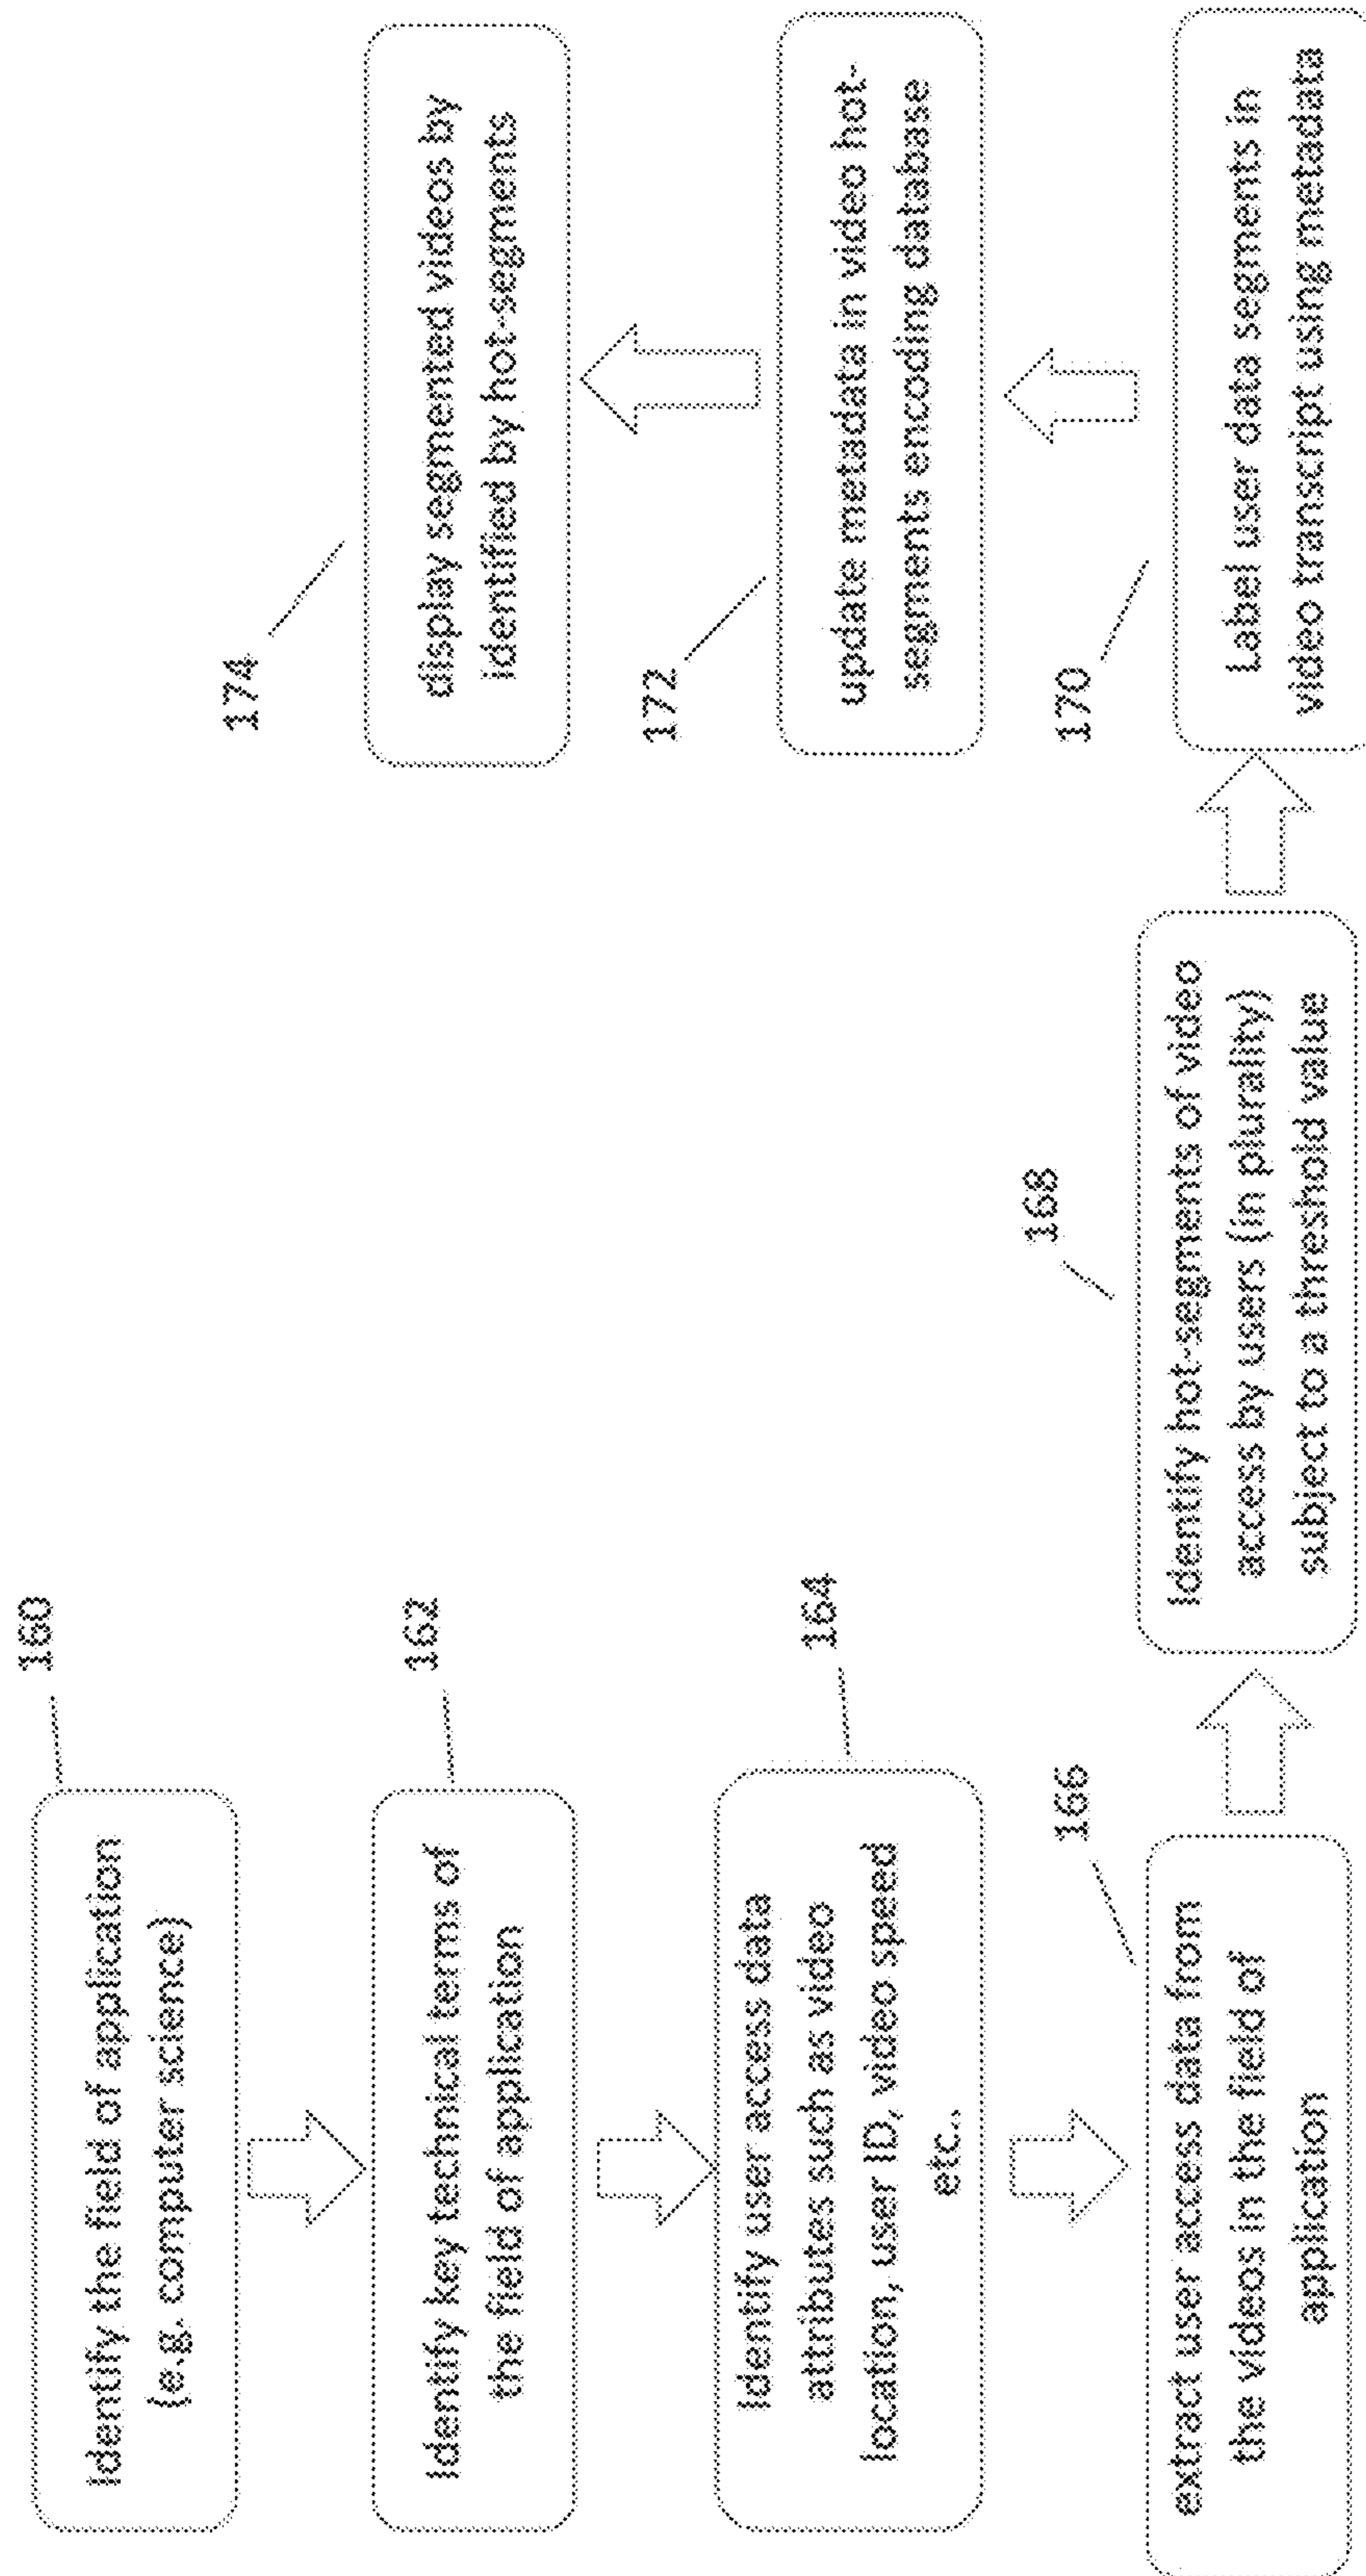 160
Identify the field of application
(e.g. computer science)
162
Identify key technical terms of
the field of application
164
Identify user access data
attributes such as video
location, user ID, video speed
etc..
166
extract user access data from
the videos in the field of
application
168
Identify hot-segments of video
access by users (in plurality)
subject to a threshold value
170
Label user data segments in
video transcript using metadata
172
update metadata in video hot-
segments encoding database
174
display segmented videos by
identified by hot-segments